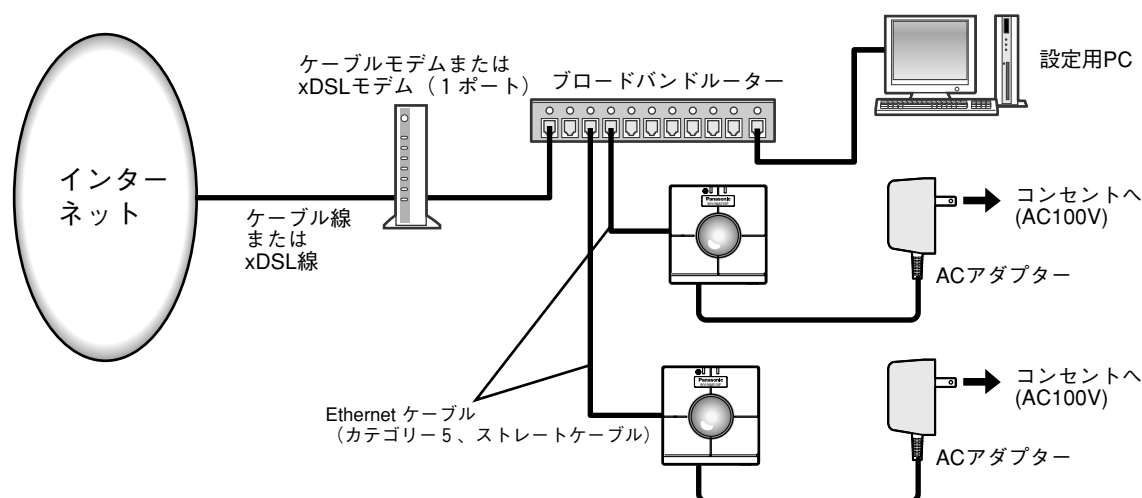 ケーブルモデムまたは
xDSLモデム（１ポート）
ブロードバンドルーター
設定用PC
インター
ネット
ケーブル線
または
xDSL線
Panasonic
コンセントへ
(AC100V)
ACアダプター
Panasonic
コンセントへ
(AC100V)
Ethernet ケーブル
（カテゴリー５、ストレートケーブル）
ACアダプター